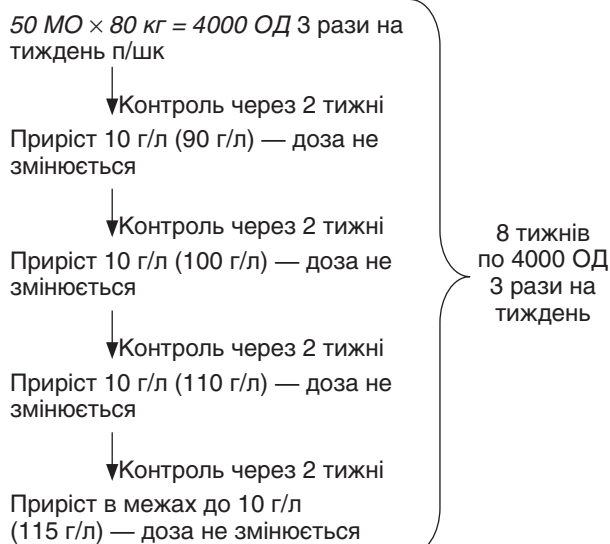 50 МО × 80 кг = 4000 ОД 3 рази на
тиждень п/шк
Контроль через 2 тижні
Приріст 10 г/л (90 г/л) — доза не
змінюється
Контроль через 2 тижні
Приріст 10 г/л (100 г/л) — доза не
змінюється
Контроль через 2 тижні
Приріст 10 г/л (110 г/л) — доза не
змінюється
Контроль через 2 тижні
Приріст в межах до 10 г/л
(115 г/л) — доза не змінюється
8 тижнів
по 4000 ОД
3 рази на
тиждень